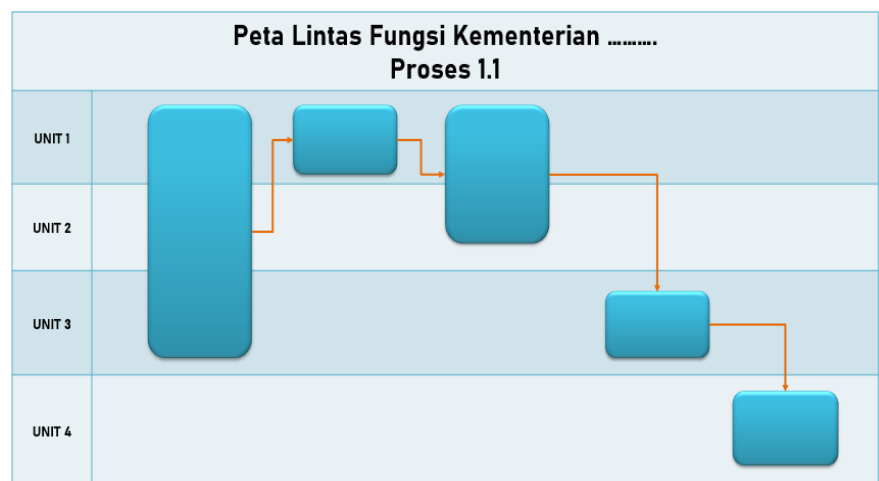 Peta Lintas Fungsi Kementerian ..........
Proses 1.1
UNIT 1
UNIT 2
UNIT 3
UNIT 4